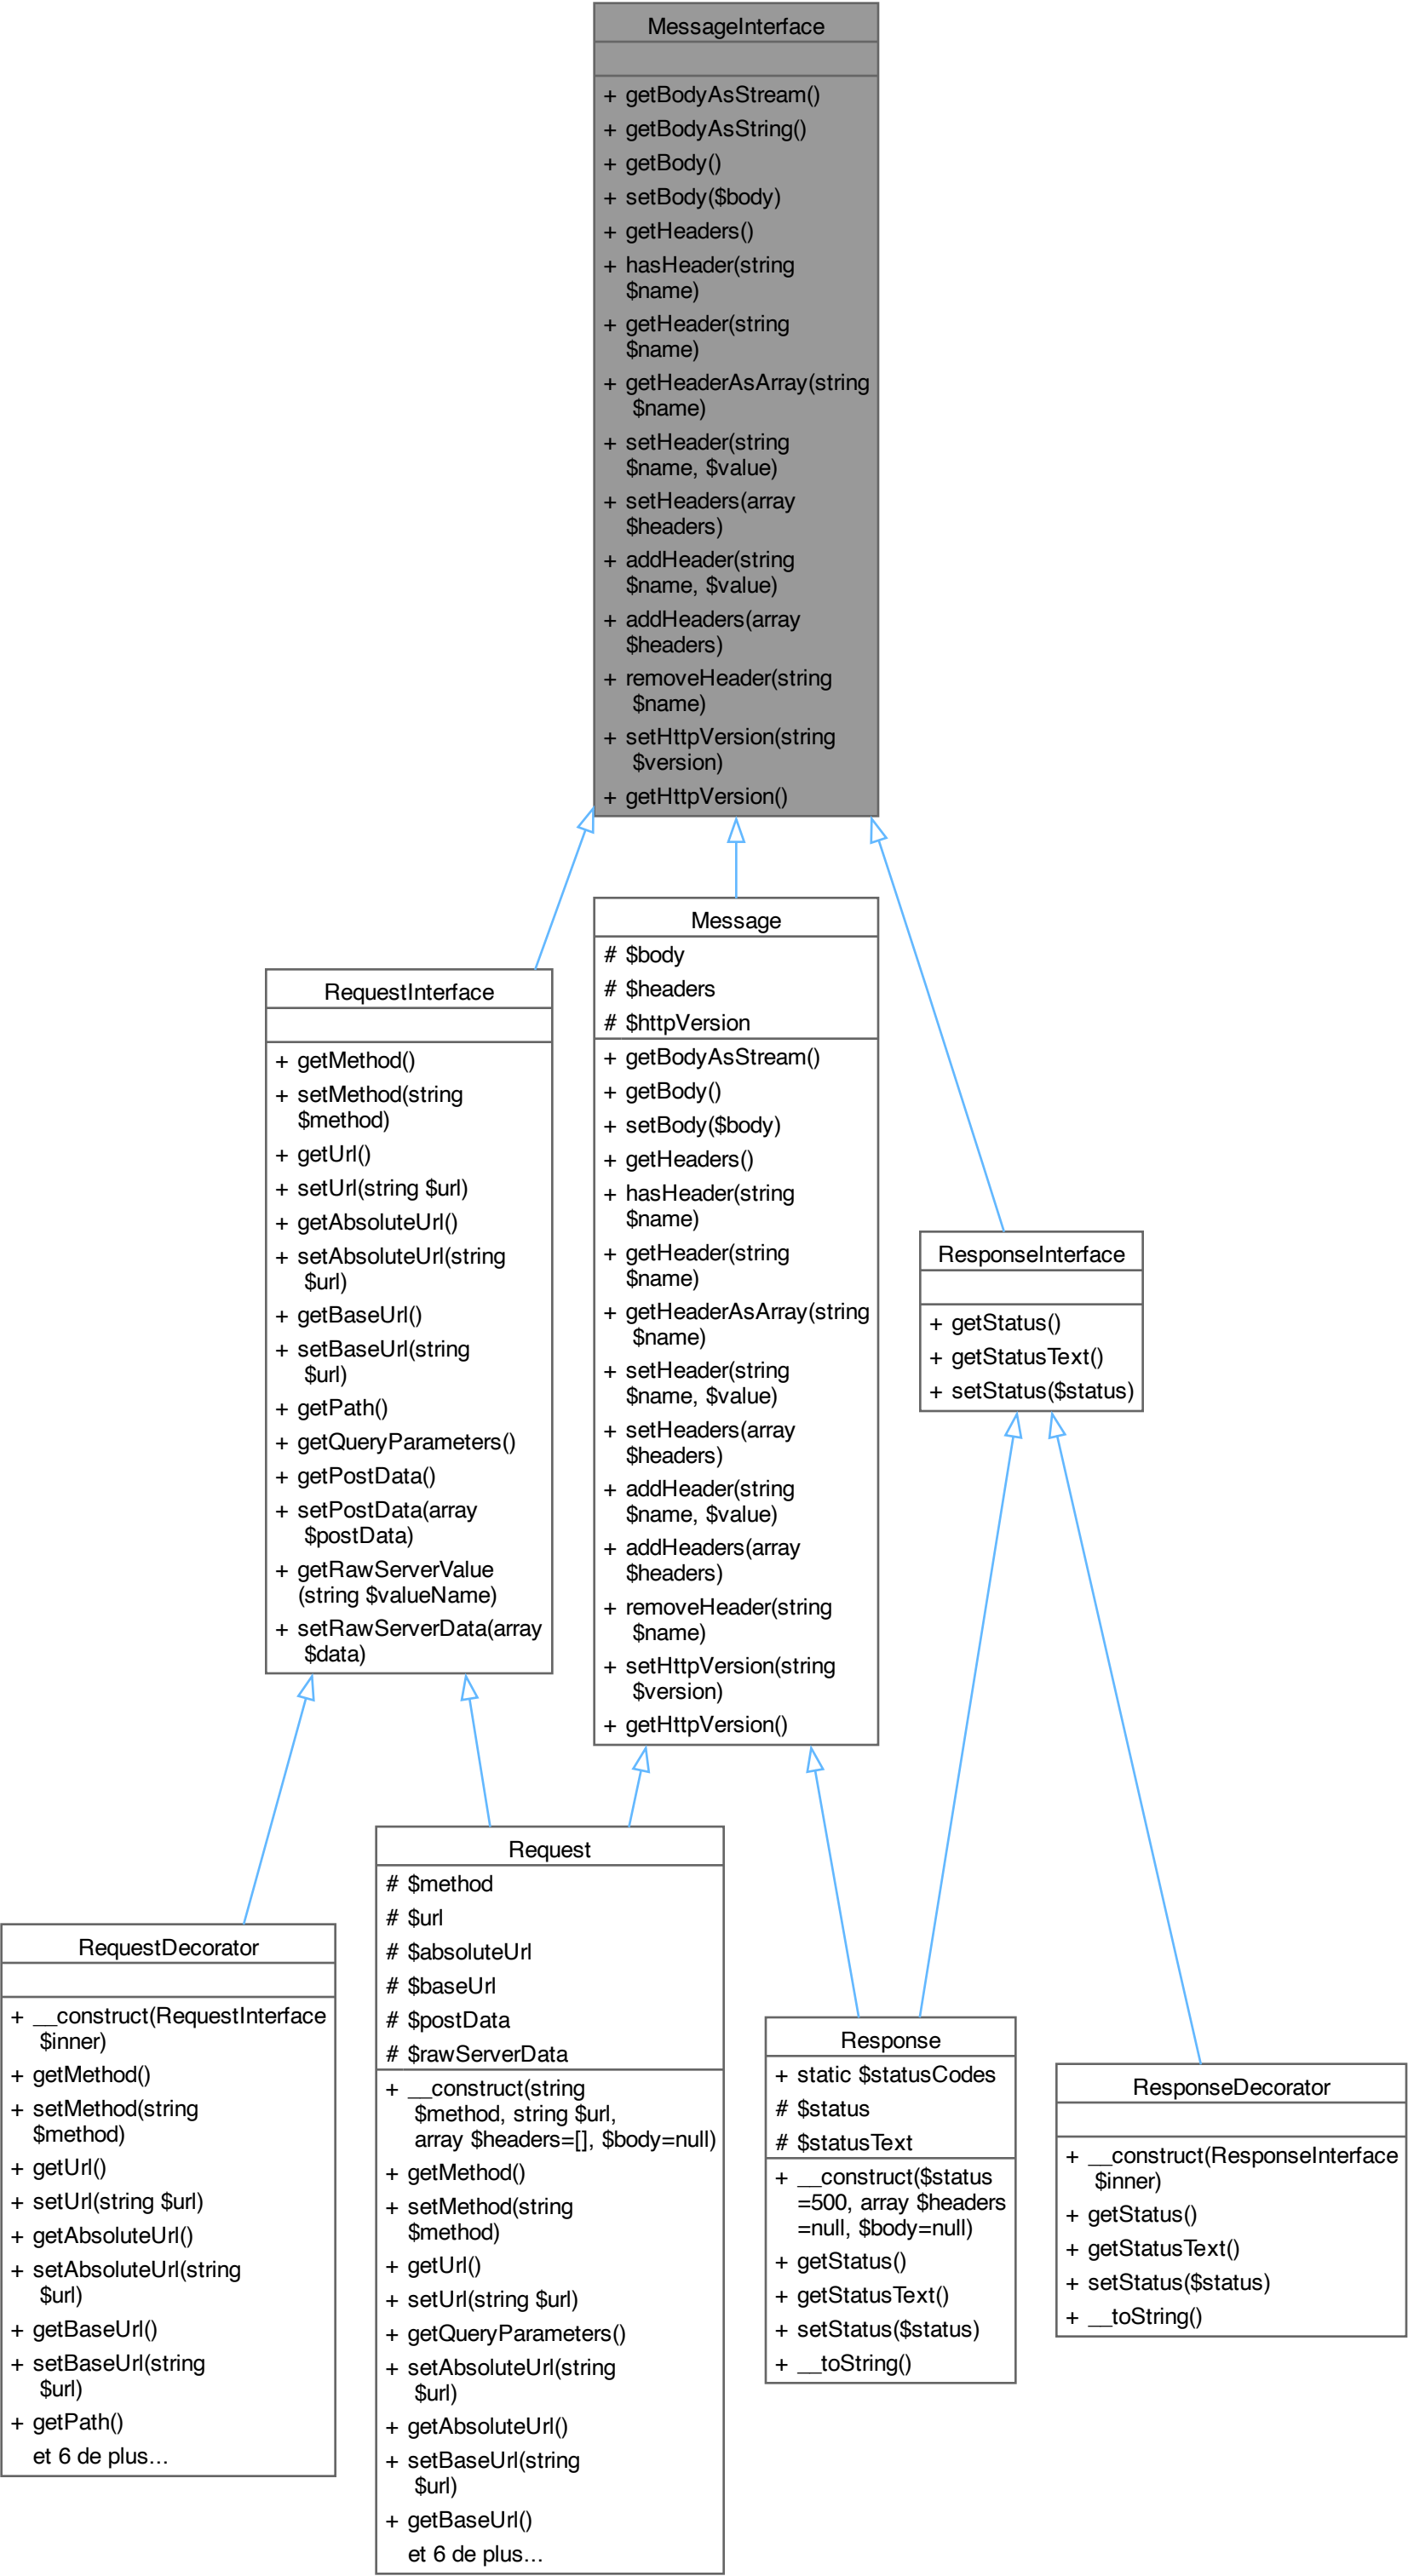 MessageInterface
+ getBodyAsStream()
+ getBodyAsString()
+ getBody()
+ setBody($body)
+ getHeaders()
+ hasHeader(string
$name)
+ getHeader(string
$name)
+ getHeaderAsArray(string
$name)
+ setHeader(string
$name, $value)
+ setHeaders(array
$headers)
+ addHeader(string
$name, $value)
+ addHeaders(array
$headers)
+ removeHeader(string
$name)
+ setHttpVersion(string
$version)
+ getHttpVersion()
RequestInterface
+ getMethod()
+ setMethod(string
$method)
+ getUrl()
+ setUrl(string $url)
+ getAbsoluteUrl()
+ setAbsoluteUrl(string
$url)
+ getBaseUrl()
+ setBaseUrl(string
$url)
+ getPath()
+ getQueryParameters()
+ getPostData()
+ setPostData(array
$postData)
+ getRawServerValue
(string $valueName)
+ setRawServerData(array
$data)
Message
# $body
# $headers
# $httpVersion
+ getBodyAsStream()
+ getBody()
+ setBody($body)
+ getHeaders()
+ hasHeader(string
$name)
+ getHeader(string
$name)
+ getHeaderAsArray(string
$name)
+ setHeader(string
$name, $value)
+ setHeaders(array
$headers)
+ addHeader(string
$name, $value)
+ addHeaders(array
$headers)
+ removeHeader(string
$name)
+ setHttpVersion(string
$version)
+ getHttpVersion()
ResponseInterface
+ getStatus()
+ getStatusText()
+ setStatus($status)
RequestDecorator
+ __construct(RequestInterface
$inner)
+ getMethod()
+ setMethod(string
$method)
+ getUrl()
+ setUrl(string $url)
+ getAbsoluteUrl()
+ setAbsoluteUrl(string
$url)
+ getBaseUrl()
+ setBaseUrl(string
$url)
+ getPath()
et 6 de plus...
Request
# $method
# $url
# $absoluteUrl
# $baseUrl
# $postData
# $rawServerData
+ __construct(string
$method, string $url,
array $headers=[], $body=null)
+ getMethod()
+ setMethod(string
$method)
+ getUrl()
+ setUrl(string $url)
+ getQueryParameters()
+ setAbsoluteUrl(string
$url)
+ getAbsoluteUrl()
+ setBaseUrl(string
$url)
+ getBaseUrl()
et 6 de plus...
Response
+ static $statusCodes
# $status
# $statusText
+ __construct($status
=500, array $headers
=null, $body=null)
+ getStatus()
+ getStatusText()
+ setStatus($status)
+ __toString()
ResponseDecorator
+ __construct(ResponseInterface
$inner)
+ getStatus()
+ getStatusText()
+ setStatus($status)
+ __toString()